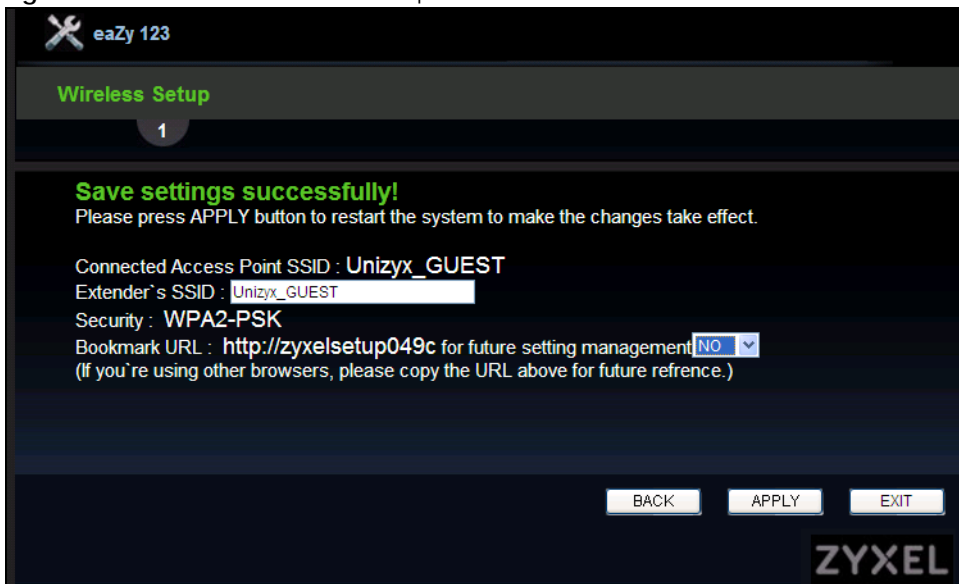 eaZy 123
Wireless Setup
1
Save settings successfully!
Please press APPLY button to restart the system to make the changes take effect.
Connected Access Point SSID : Unizyx_GUEST
Extender`s SSID : Unizyx_GUEST
Security : WPA2-PSK
Bookmark URL : http://zyxelsetup049c for future setting management NO
(If you`re using other browsers, please copy the URL above for future refrence.)
BACK APPLY EXIT
ZYXEL